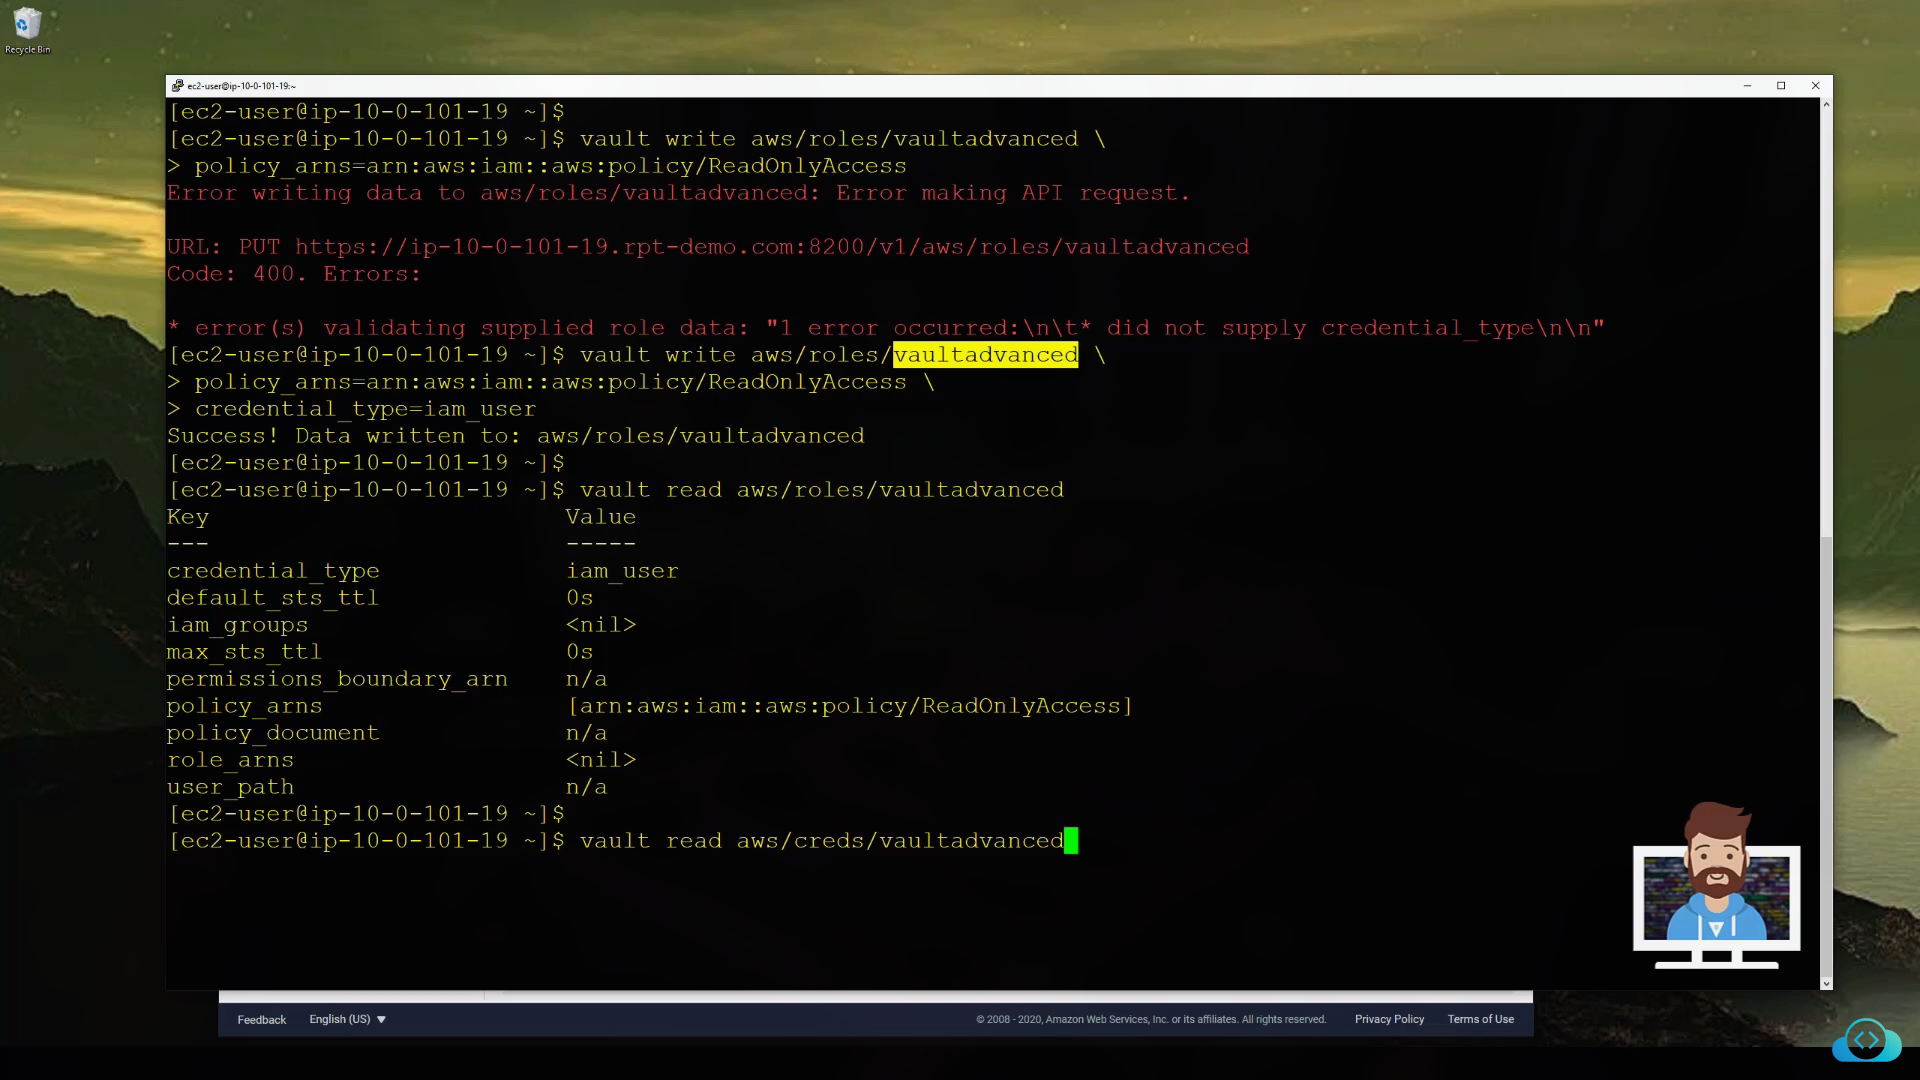 Recycle Bin
ec2-user@ip-10-0-101-19:~
[ec2-user@ip-10-0-101-19 ~]$
[ec2-user@ip-10-0-101-19 ~]$ vault write aws/roles/vaultadvanced \
> policy_arns=arn:aws:iam::aws:policy/ReadOnlyAccess
Error writing data to aws/roles/vaultadvanced: Error making API request.
URL: PUT https://ip-10-0-101-19.rpt-demo.com:8200/v1/aws/roles/vaultadvanced
Code: 400. Errors:
* error(s) validating supplied role data: "1 error occurred:\n\t* did not supply credential_type\n\n"
[ec2-user@ip-10-0-101-19 ~]$ vault write aws/roles/vaultadvanced \
> policy_arns=arn:aws:iam::aws:policy/ReadOnlyAccess \
> credential_type=iam_user
Success! Data written to: aws/roles/vaultadvanced
[ec2-user@ip-10-0-101-19 ~]$
[ec2-user@ip-10-0-101-19 ~]$ vault read aws/roles/vaultadvanced
Key Value
--- -----
credential_type iam_user
default_sts_ttl 0s
iam_groups <nil>
max_sts_ttl 0s
permissions_boundary_arn n/a
policy_arns [arn:aws:iam::aws:policy/ReadOnlyAccess]
policy_document n/a
role_arns <nil>
user_path n/a
[ec2-user@ip-10-0-101-19 ~]$
[ec2-user@ip-10-0-101-19 ~]$ vault read aws/creds/vaultadvanced
Feedback English (US) © 2008 - 2020, Amazon Web Services, Inc. or its affiliates. All rights reserved. Privacy Policy Terms of Use